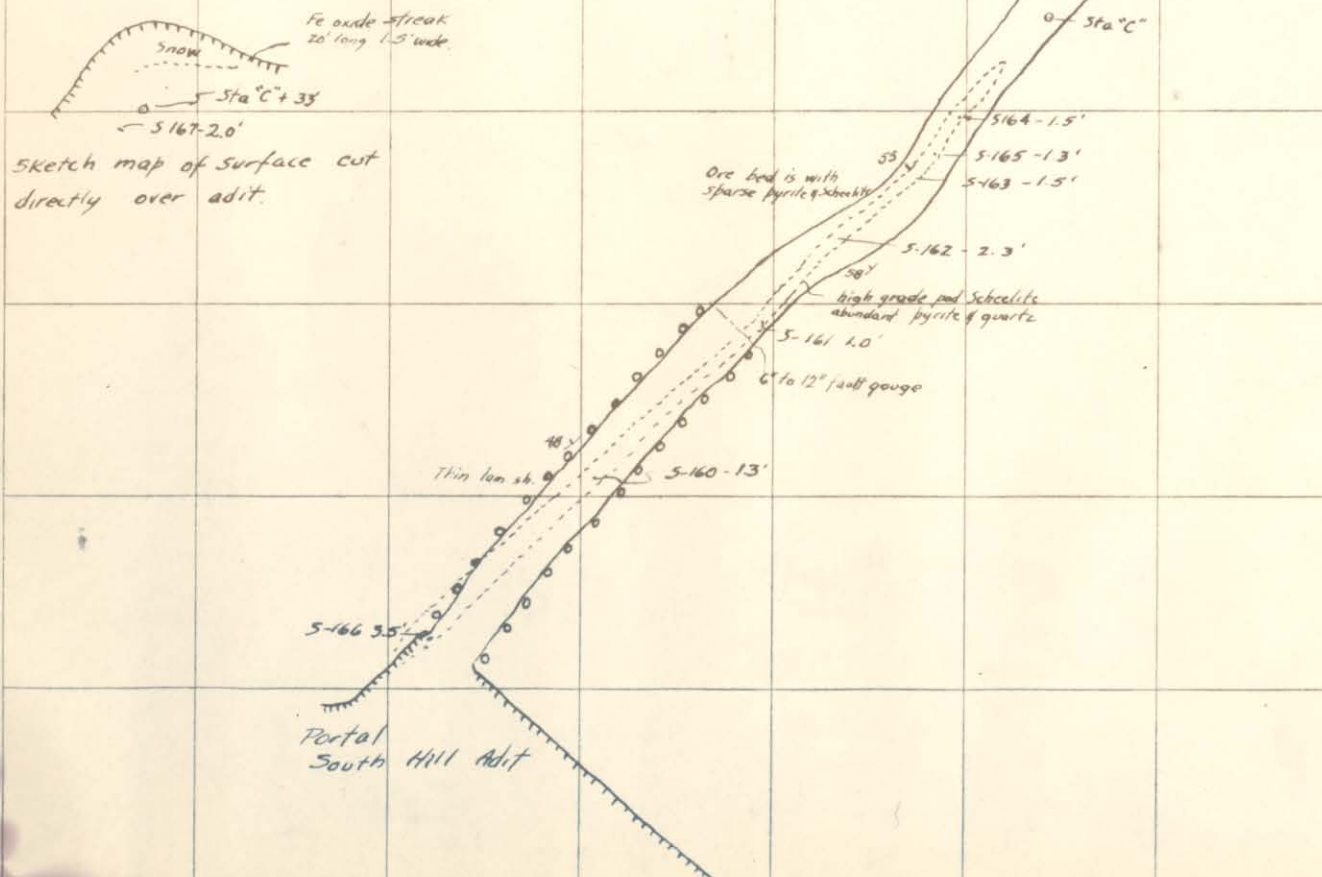 Fe oxide streak
20' long 1.5' wide.
Snow
Sta "C" + 33'
S 167-2.0'
Sketch map of surface cut
directly over adit.
Sta "C"
S164-1.5'
55
S-165-1.3'
Ore bed is with
sparse pyrite & Scheelite
S-163-1.5'
S-162-2.3'
58
high grade pod Scheelite
abundant pyrite & quartz
S-161 1.0'
6" to 12" fault gouge
48
Thin lam sh.
S-160-1.3'
S-166 3.5'
Portal
South Hill Adit